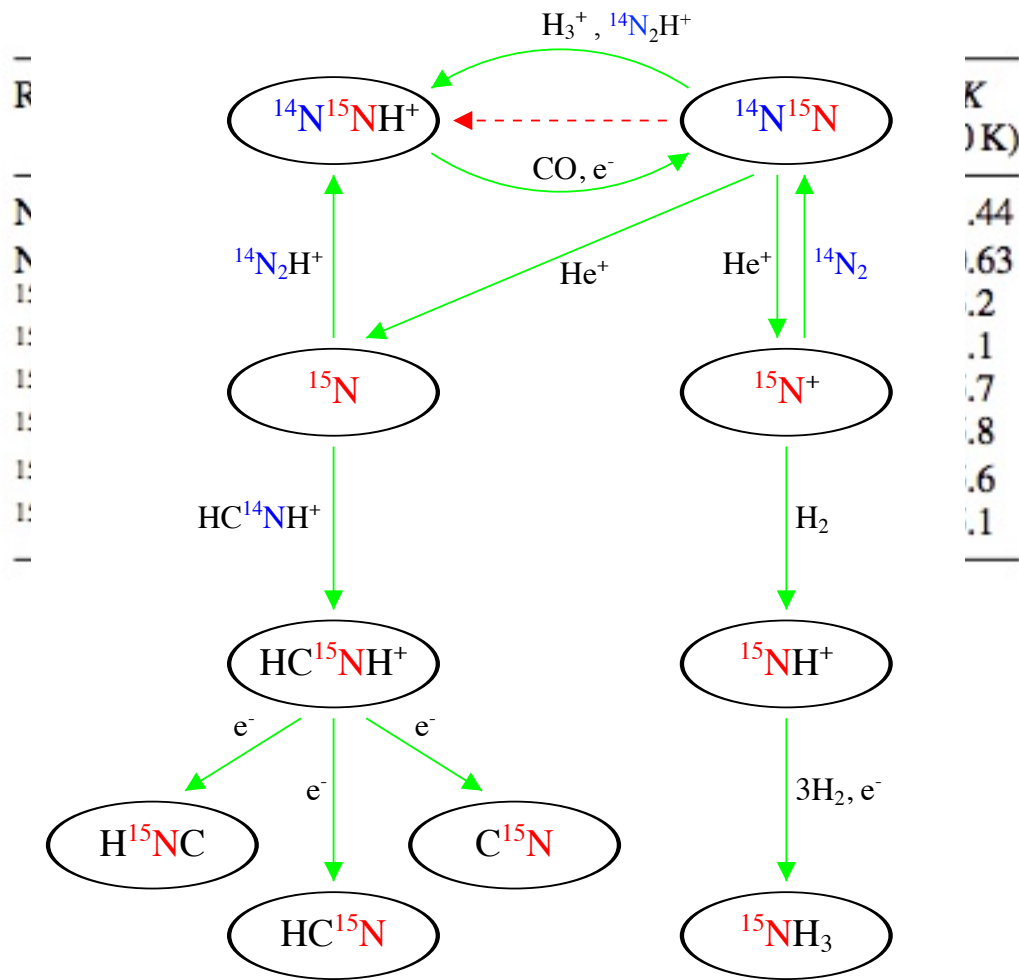 H₃⁺ , ¹⁴N₂H⁺
¹⁴N¹⁵NH⁺
¹⁴N¹⁵N
K
K)
CO, e⁻
.44
¹⁴N₂H⁺
He⁺
He⁺
¹⁴N₂
.63
.2
.1
¹⁵N
¹⁵N⁺
.7
.8
HC¹⁴NH⁺
H₂
.6
.1
HC¹⁵NH⁺
¹⁵NH⁺
e⁻
e⁻
e⁻
3H₂, e⁻
H¹⁵NC
C¹⁵N
HC¹⁵N
¹⁵NH₃